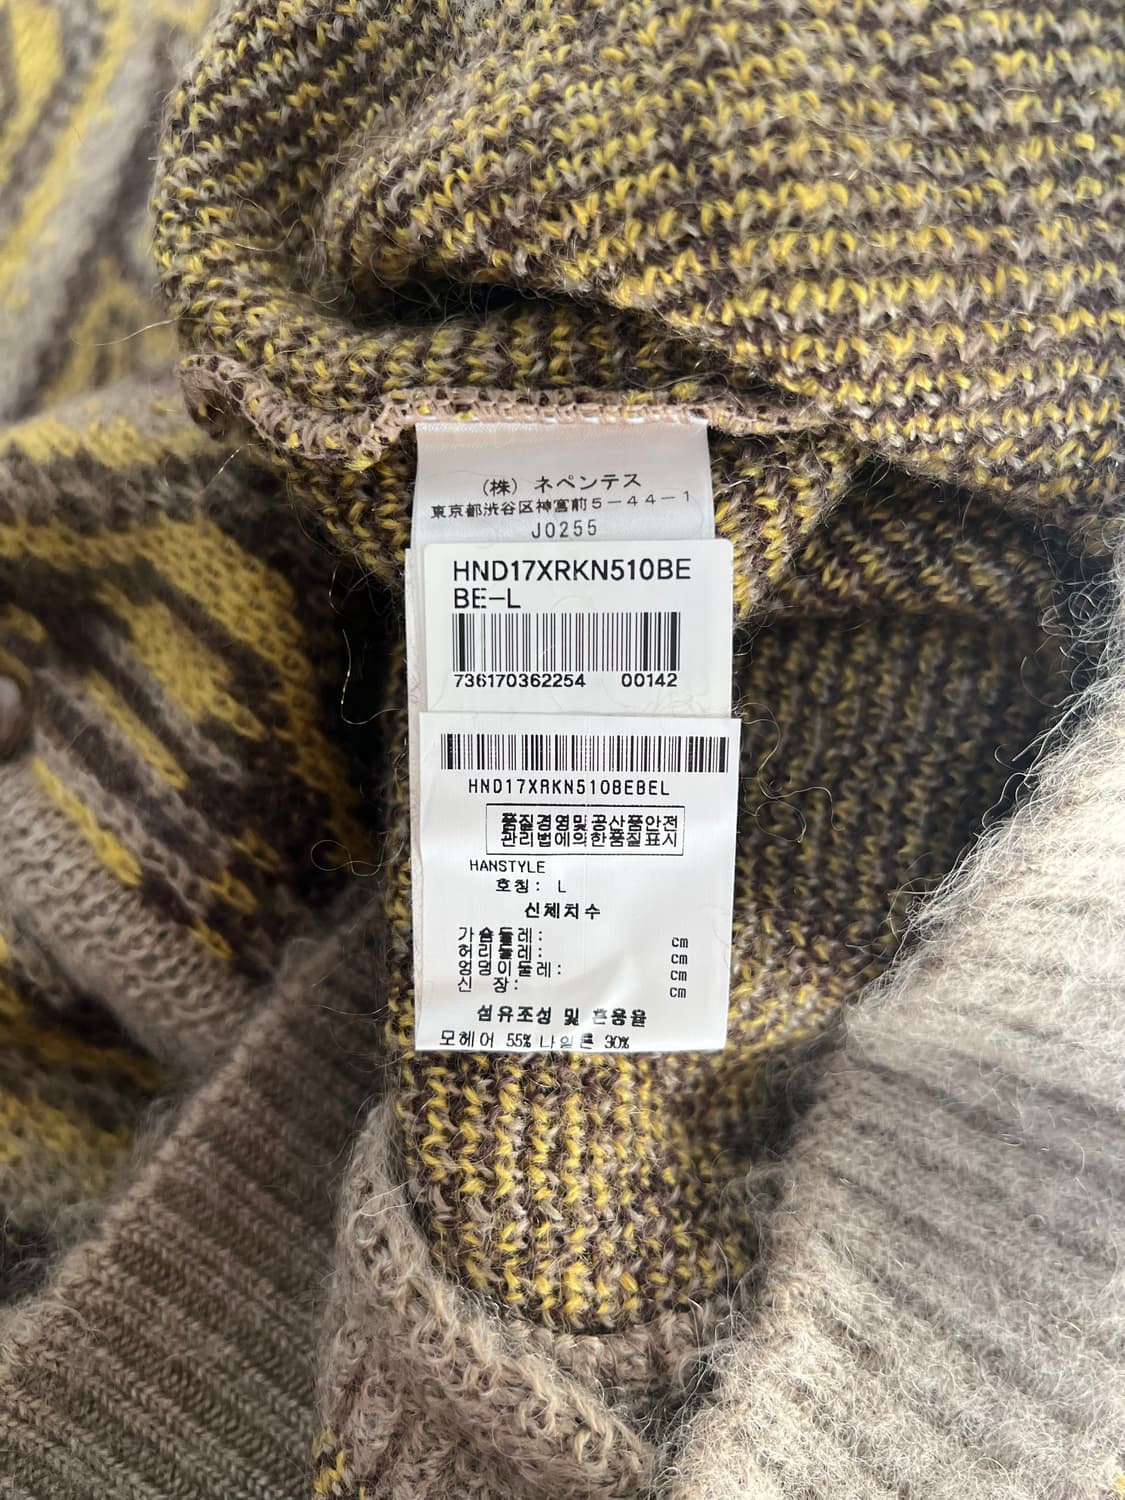 （株）ネペンテス
東京都渋谷区神宮前5－44－1
J0255
HND17XRKN510BE
BE-L
736170362254 00142
HND17XRKN510BEBEL
품질경영및공산품안전
관리법에의한품질표시
HANSTYLE
호칭: L
신체치수
가슴둘레: cm
허리둘레: cm
엉덩이둘레: cm
신 장: cm
섬유조성 및 혼용율
모헤어 55% 나일론 30%